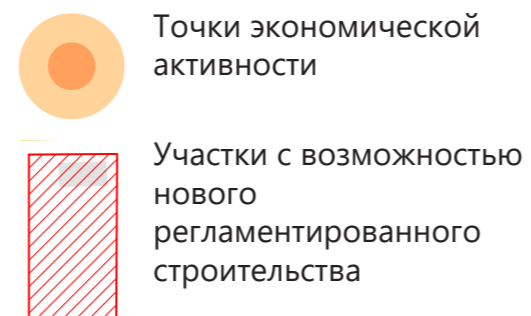 Точки экономической
активности
Участки с возможностью
нового
регламентированного
строительства